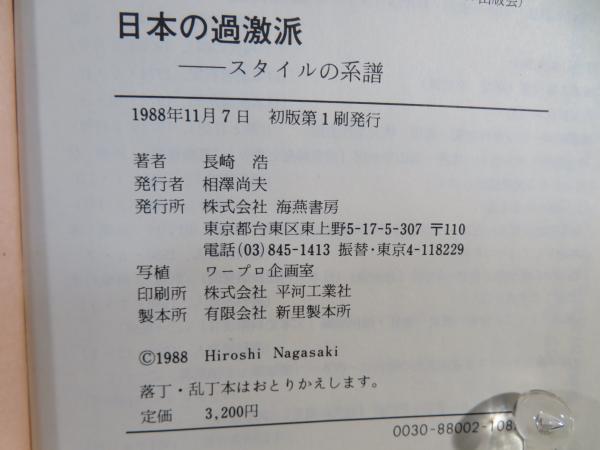 出版会)
日本の過激派
――スタイルの系譜
1988年11月7日　初版第1刷発行
著者　長崎　浩
発行者　相澤尚夫
発行所　株式会社 海燕書房
東京都台東区東上野5-17-5-307 〒110
電話(03)845-1413 振替・東京4-118229
写植　ワープロ企画室
印刷所　株式会社 平河工業社
製本所　有限会社 新里製本所
©1988 Hiroshi Nagasaki
落丁・乱丁本はおとりかえします。
定価　3,200円
0030-88002-108